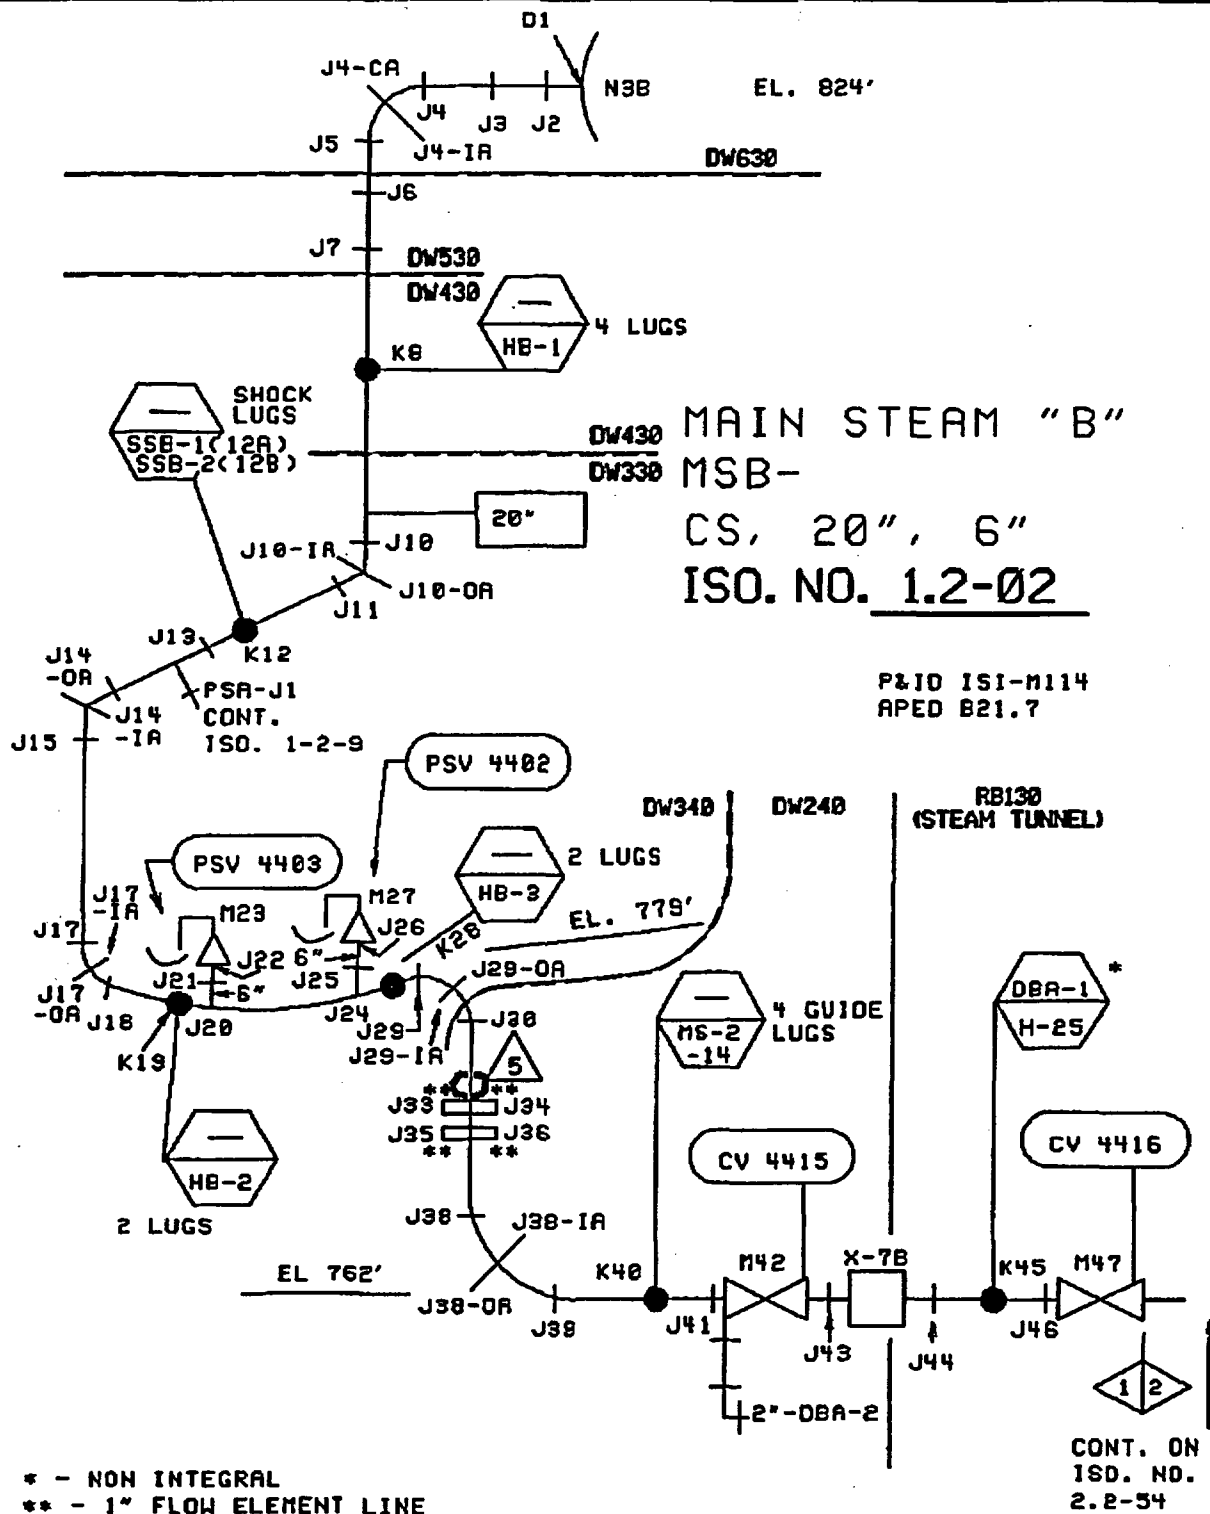 D1
J4-CA
N3B
EL. 824'
J4
J3
J2
J5
J4-IA
DW630
J6
J7
DW530
DW430
HB-1
4 LUGS
K8
SHOCK
LUGS
SSB-1(12A)
SSB-2(12B)
DW430
DW330
MAIN STEAM "B"
MSB-
CS, 20", 6"
ISO. NO. 1.2-02
20"
J10-IA
J10
J10-OA
J11
J13
K12
J14
-OA
PSA-J1
CONT.
ISO. 1-2-9
J14
-IA
J15
P&ID ISI-M114
APED B21.7
PSV 4402
DW340
DW240
RB130
(STEAM TUNNEL)
PSV 4403
2 LUGS
HB-3
J17
-IA
M23
M27
J26
K28
EL. 779'
J17
J22
6"
J21
6"
J25
J29-OA
J17
-OA
J18
J20
J24
J29
J29-IA
J30
K19
DBA-1
H-25
*
MS-2
-14
4 GUIDE
LUGS
5
**
**
J33
J34
J35
J36
**
**
CV 4415
CV 4416
HB-2
2 LUGS
J38
J38-IA
EL 762'
J38-OA
J39
K40
J41
M42
X-7B
J43
J44
K45
M47
J46
2"-DBA-2
1
2
CONT. ON
ISO. NO.
2.2-54
* - NON INTEGRAL
** - 1" FLOW ELEMENT LINE